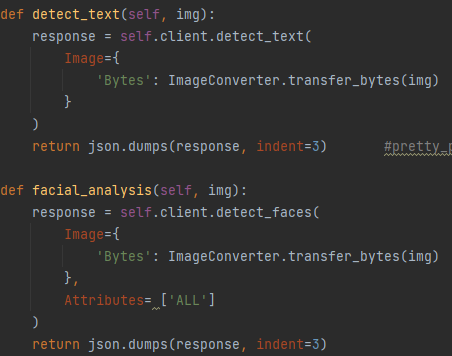 def detect_text(self, img):
    response = self.client.detect_text(
        Image={
            'Bytes': ImageConverter.transfer_bytes(img)
        }
    )
    return json.dumps(response, indent=3)       #pretty_p
def facial_analysis(self, img):
    response = self.client.detect_faces(
        Image={
            'Bytes': ImageConverter.transfer_bytes(img)
        },
        Attributes= ['ALL']
    )
    return json.dumps(response, indent=3)